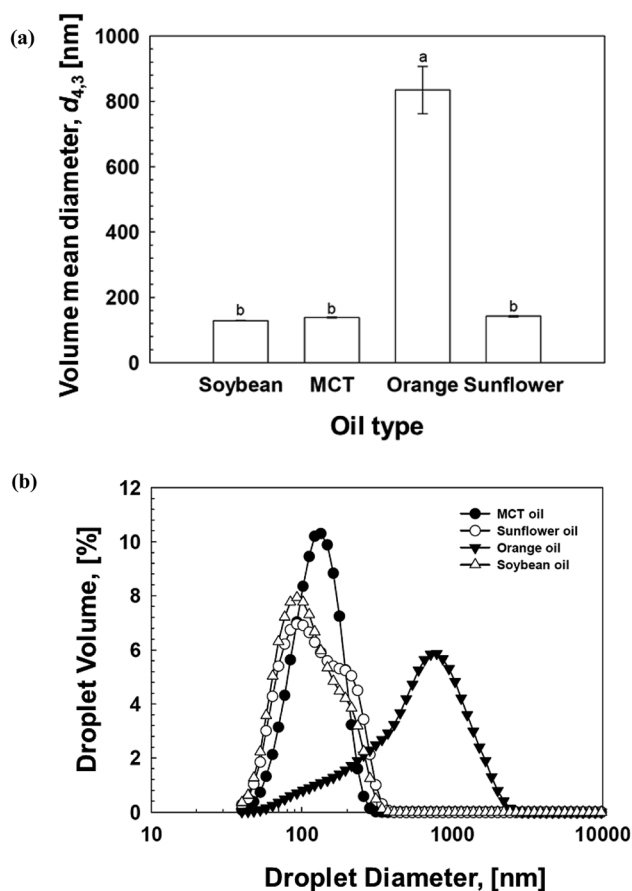 (a)
Volume mean diameter, d4,3 [nm]
1000
800
600
400
200
0
a
b
b
b
Soybean MCT Orange Sunflower
Oil type
(b)
Droplet Volume, [%]
12
10
8
6
4
2
0
MCT oil
Sunflower oil
Orange oil
Soybean oil
10 100 1000 10000
Droplet Diameter, [nm]